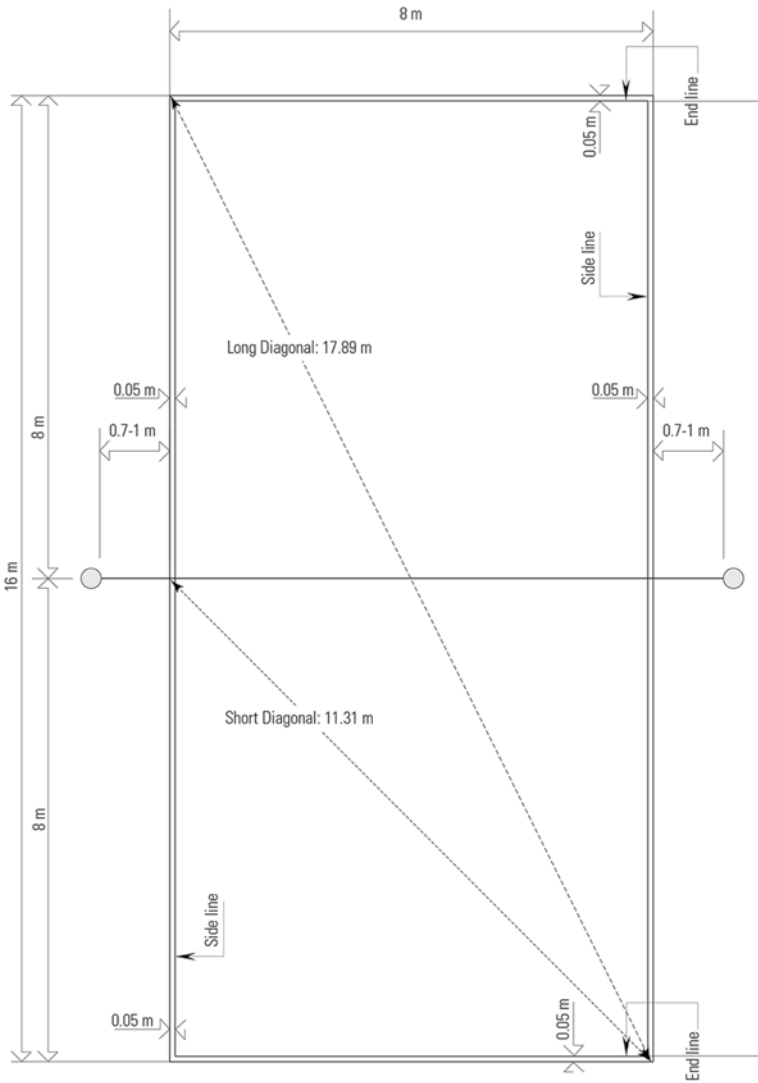 8 m
End line
0.05 m
Side line
Long Diagonal: 17.89 m
0.05 m
0.05 m
0.7-1 m
0.7-1 m
8 m
16 m
Short Diagonal: 11.31 m
8 m
Side line
0.05 m
0.05 m
End line